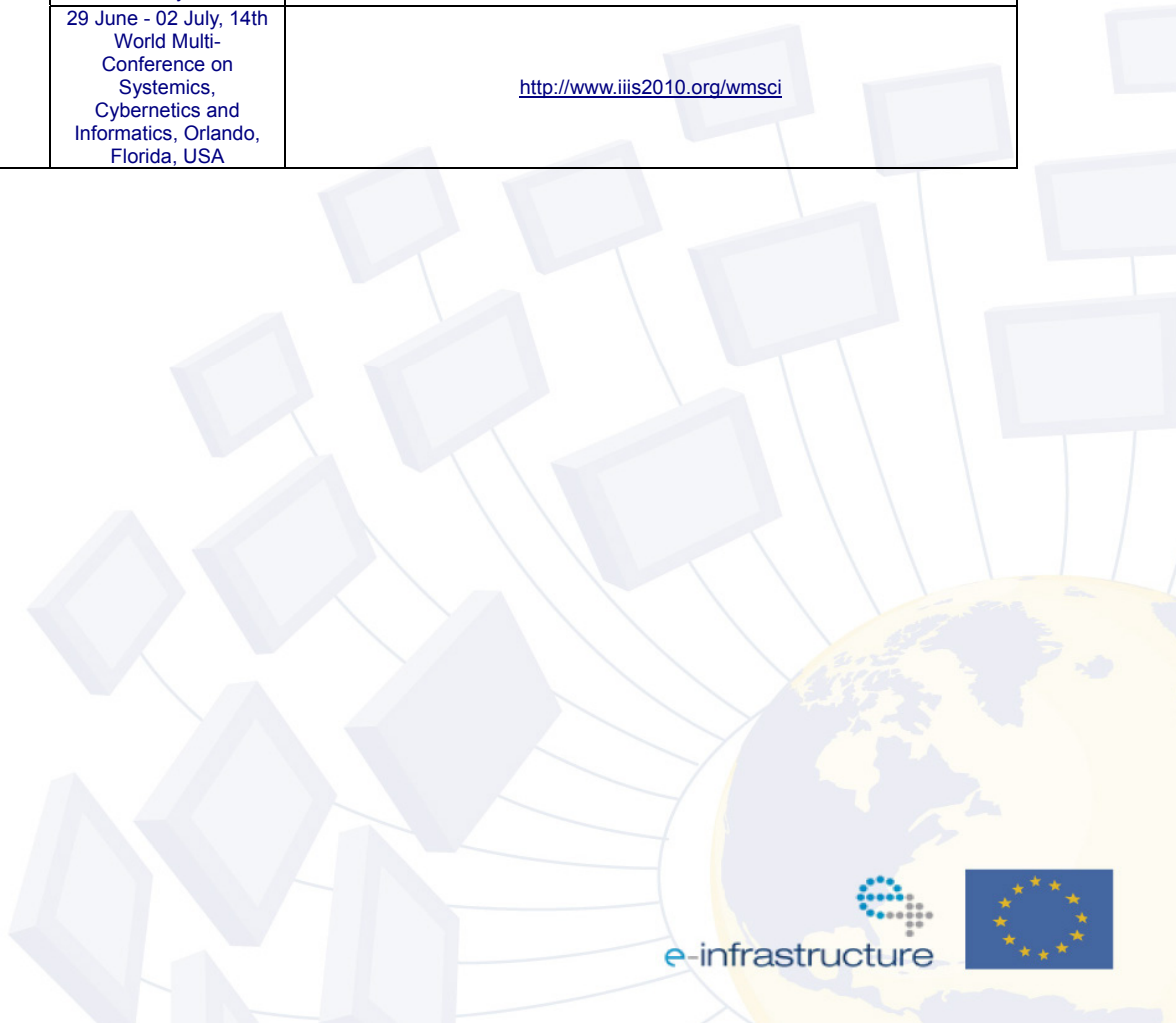 29 June - 02 July, 14th
World Multi-
Conference on
Systemics,
Cybernetics and
Informatics, Orlando,
Florida, USA
http://www.iiis2010.org/wmsci
e-infrastructure